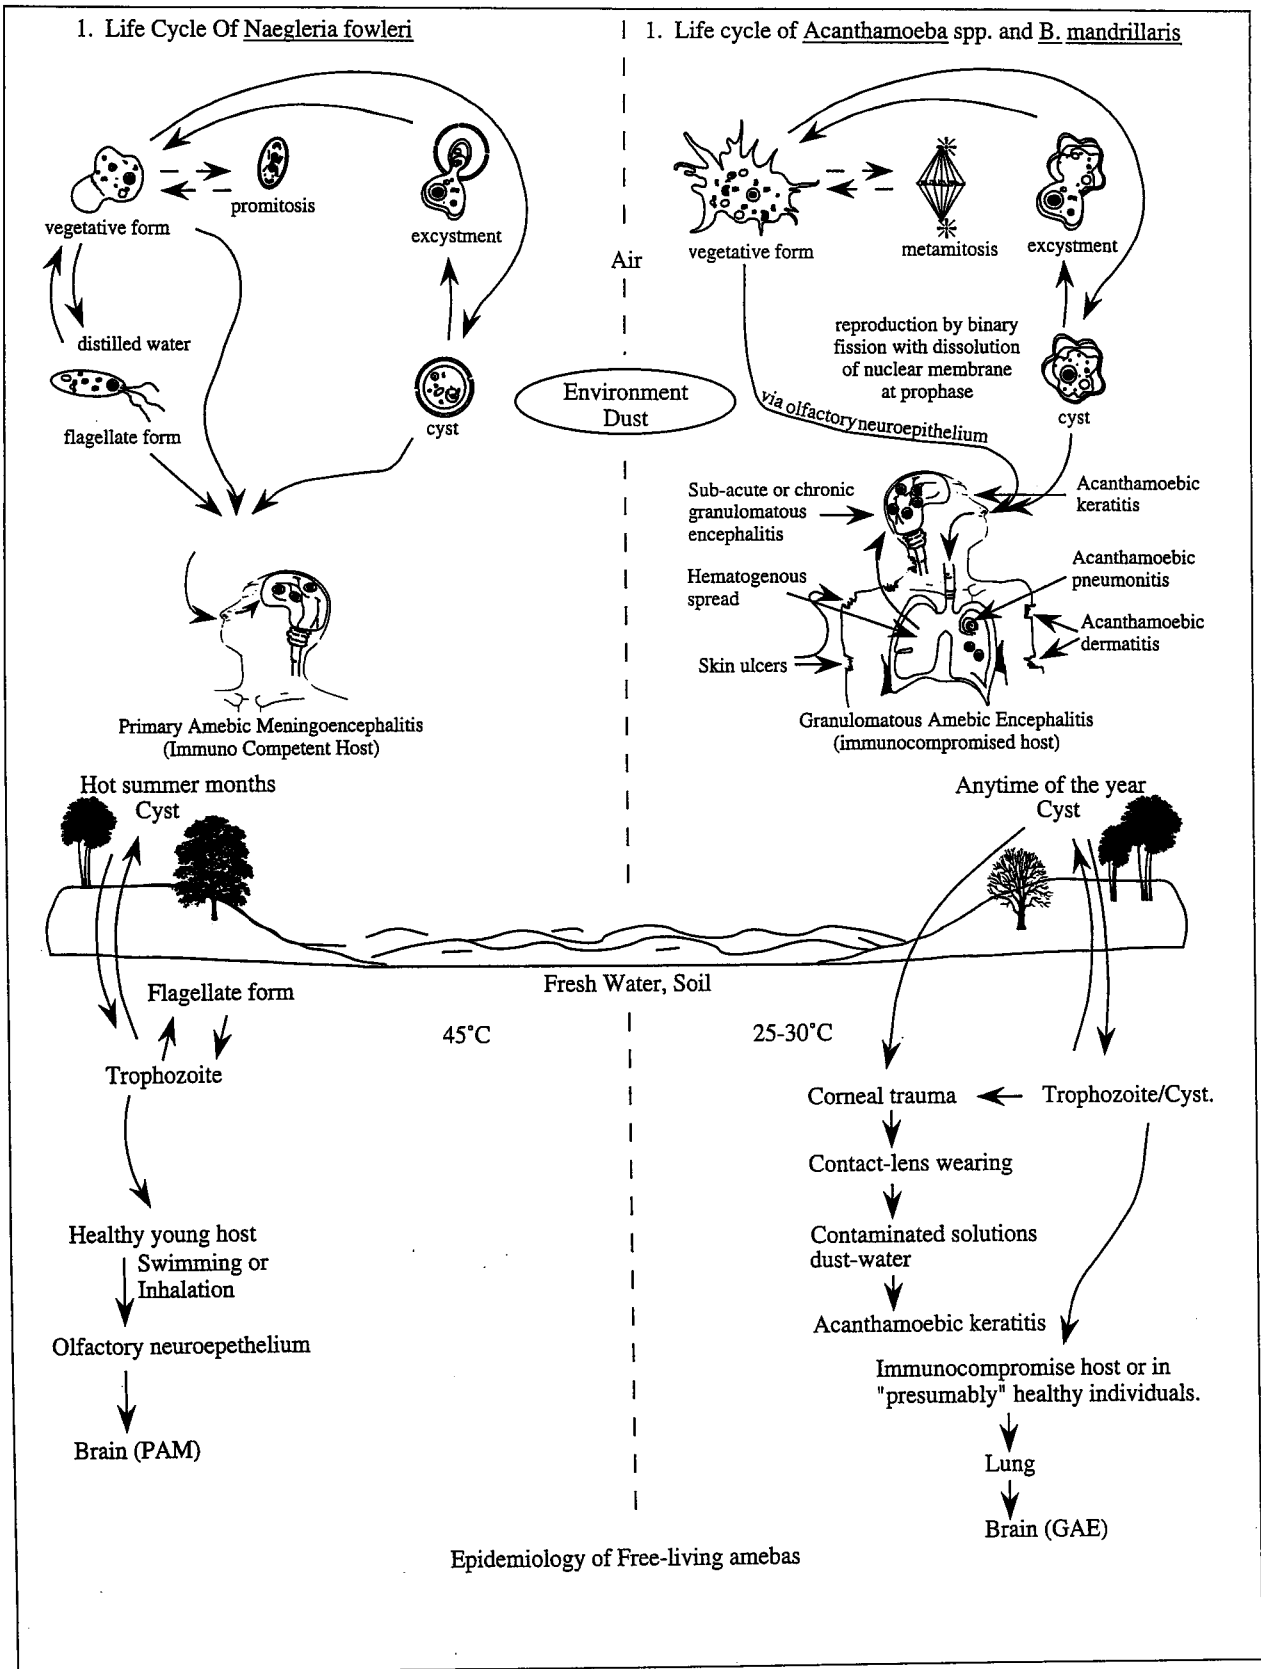 1. Life Cycle Of Naegleria fowleri
vegetative form
promitosis
excystment
distilled water
flagellate form
cyst
Primary Amebic Meningoencephalitis
(Immuno Competent Host)
Air
Environment
Dust
1. Life cycle of Acanthamoeba spp. and B. mandrillaris
vegetative form
metamitosis
excystment
reproduction by binary
fission with dissolution
of nuclear membrane
at prophase
cyst
via olfactory neuroepithelium
Sub-acute or chronic
granulomatous
encephalitis
Acanthamoebic
keratitis
Hematogenous
spread
Acanthamoebic
pneumonitis
Acanthamoebic
dermatitis
Skin ulcers
Granulomatous Amebic Encephalitis
(immunocompromised host)
Hot summer months
Cyst
Anytime of the year
Cyst
Fresh Water, Soil
Flagellate form
45°C
Trophozoite
Healthy young host
Swimming or
Inhalation
Olfactory neuroepethelium
Brain (PAM)
25-30°C
Corneal trauma
Trophozoite/Cyst.
Contact-lens wearing
Contaminated solutions
dust-water
Acanthamoebic keratitis
Immunocompromise host or in
"presumably" healthy individuals.
Lung
Brain (GAE)
Epidemiology of Free-living amebas